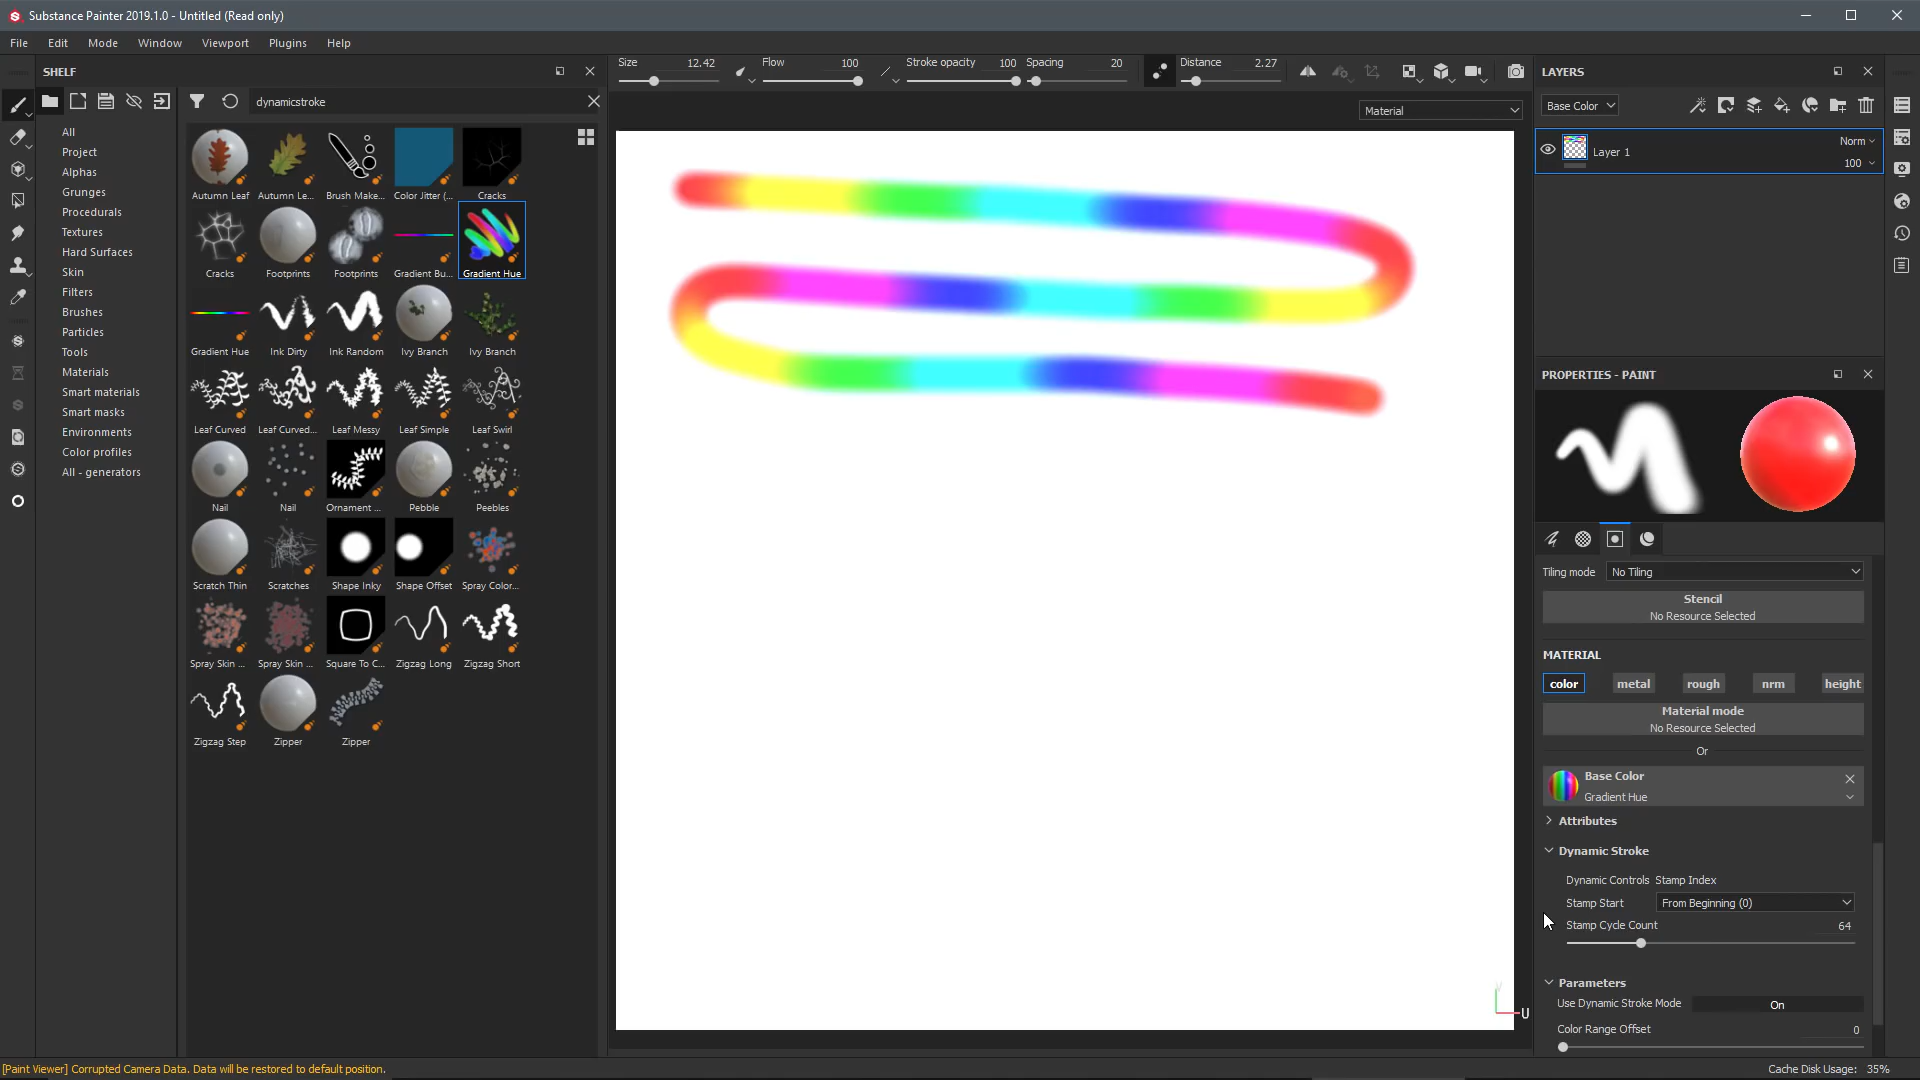 Substance Painter 2019.1.0 - Untitled (Read only)
File Edit Mode Window Viewport Plugins Help
SHELF
dynamicstroke
All
Project
Alphas
Grunges
Procedurals
Textures
Hard Surfaces
Skin
Filters
Brushes
Particles
Tools
Materials
Smart materials
Smart masks
Environments
Color profiles
All - generators
Autumn Leaf Autumn Le... Brush Make... Color Jitter (... Cracks
Cracks Footprints Footprints Gradient Bu... Gradient Hue
Gradient Hue Ink Dirty Ink Random Ivy Branch Ivy Branch
Leaf Curved Leaf Curved... Leaf Messy Leaf Simple Leaf Swirl
Nail Nail Ornament ... Pebble Peebles
Scratch Thin Scratches Shape Inky Shape Offset Spray Color...
Spray Skin ... Spray Skin ... Square To C... Zigzag Long Zigzag Short
Zigzag Step Zipper Zipper
Size 12.42 Flow 100 Stroke opacity 100 Spacing 20 Distance 2.27
Material
U
LAYERS
Base Color
Layer 1 Norm
100
PROPERTIES - PAINT
Tiling mode No Tiling
Stencil
No Resource Selected
MATERIAL
color metal rough nrm height
Material mode
No Resource Selected
Or
Base Color
Gradient Hue
Attributes
Dynamic Stroke
Dynamic Controls Stamp Index
Stamp Start From Beginning (0)
Stamp Cycle Count 64
Parameters
Use Dynamic Stroke Mode On
Color Range Offset 0
[Paint Viewer] Corrupted Camera Data. Data will be restored to default position.
Cache Disk Usage: 35%